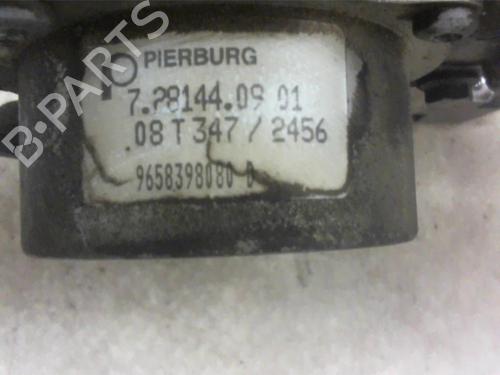 PIERBURG
7.28144.09 01
.08 T 347 / 2456
9658398080 D
B-PARTS